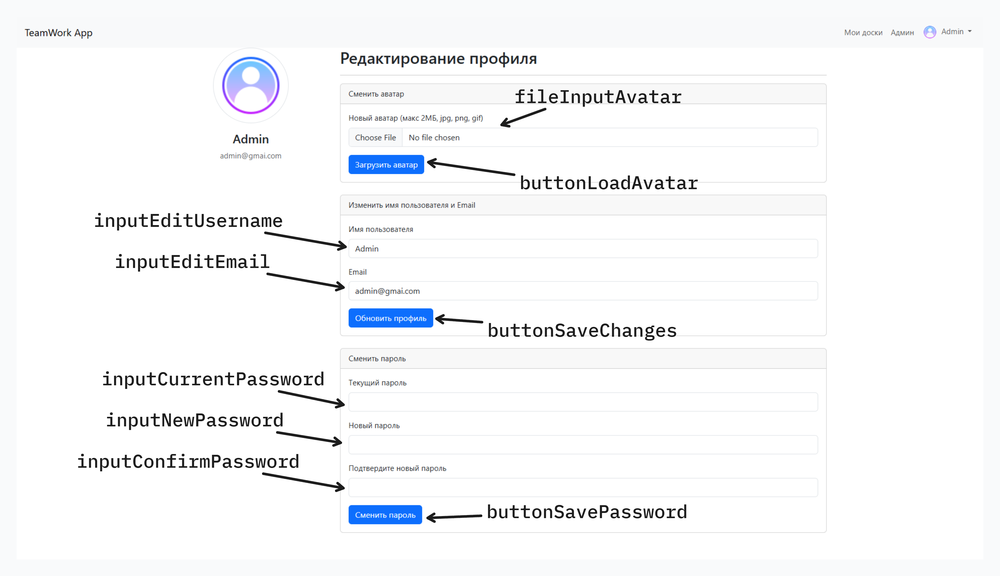 TeamWork App
Мои доски Админ Admin
Admin
admin@gmai.com
Редактирование профиля
Сменить аватар
fileInputAvatar
Новый аватар (макс 2МБ, jpg, png, gif)
Choose File No file chosen
Загрузить аватар
buttonLoadAvatar
Изменить имя пользователя и Email
inputEditUsername
Имя пользователя
Admin
inputEditEmail
Email
admin@gmai.com
Обновить профиль
buttonSaveChanges
Сменить пароль
inputCurrentPassword
Текущий пароль
inputNewPassword
Новый пароль
inputConfirmPassword
Подтвердите новый пароль
Сменить пароль
buttonSavePassword